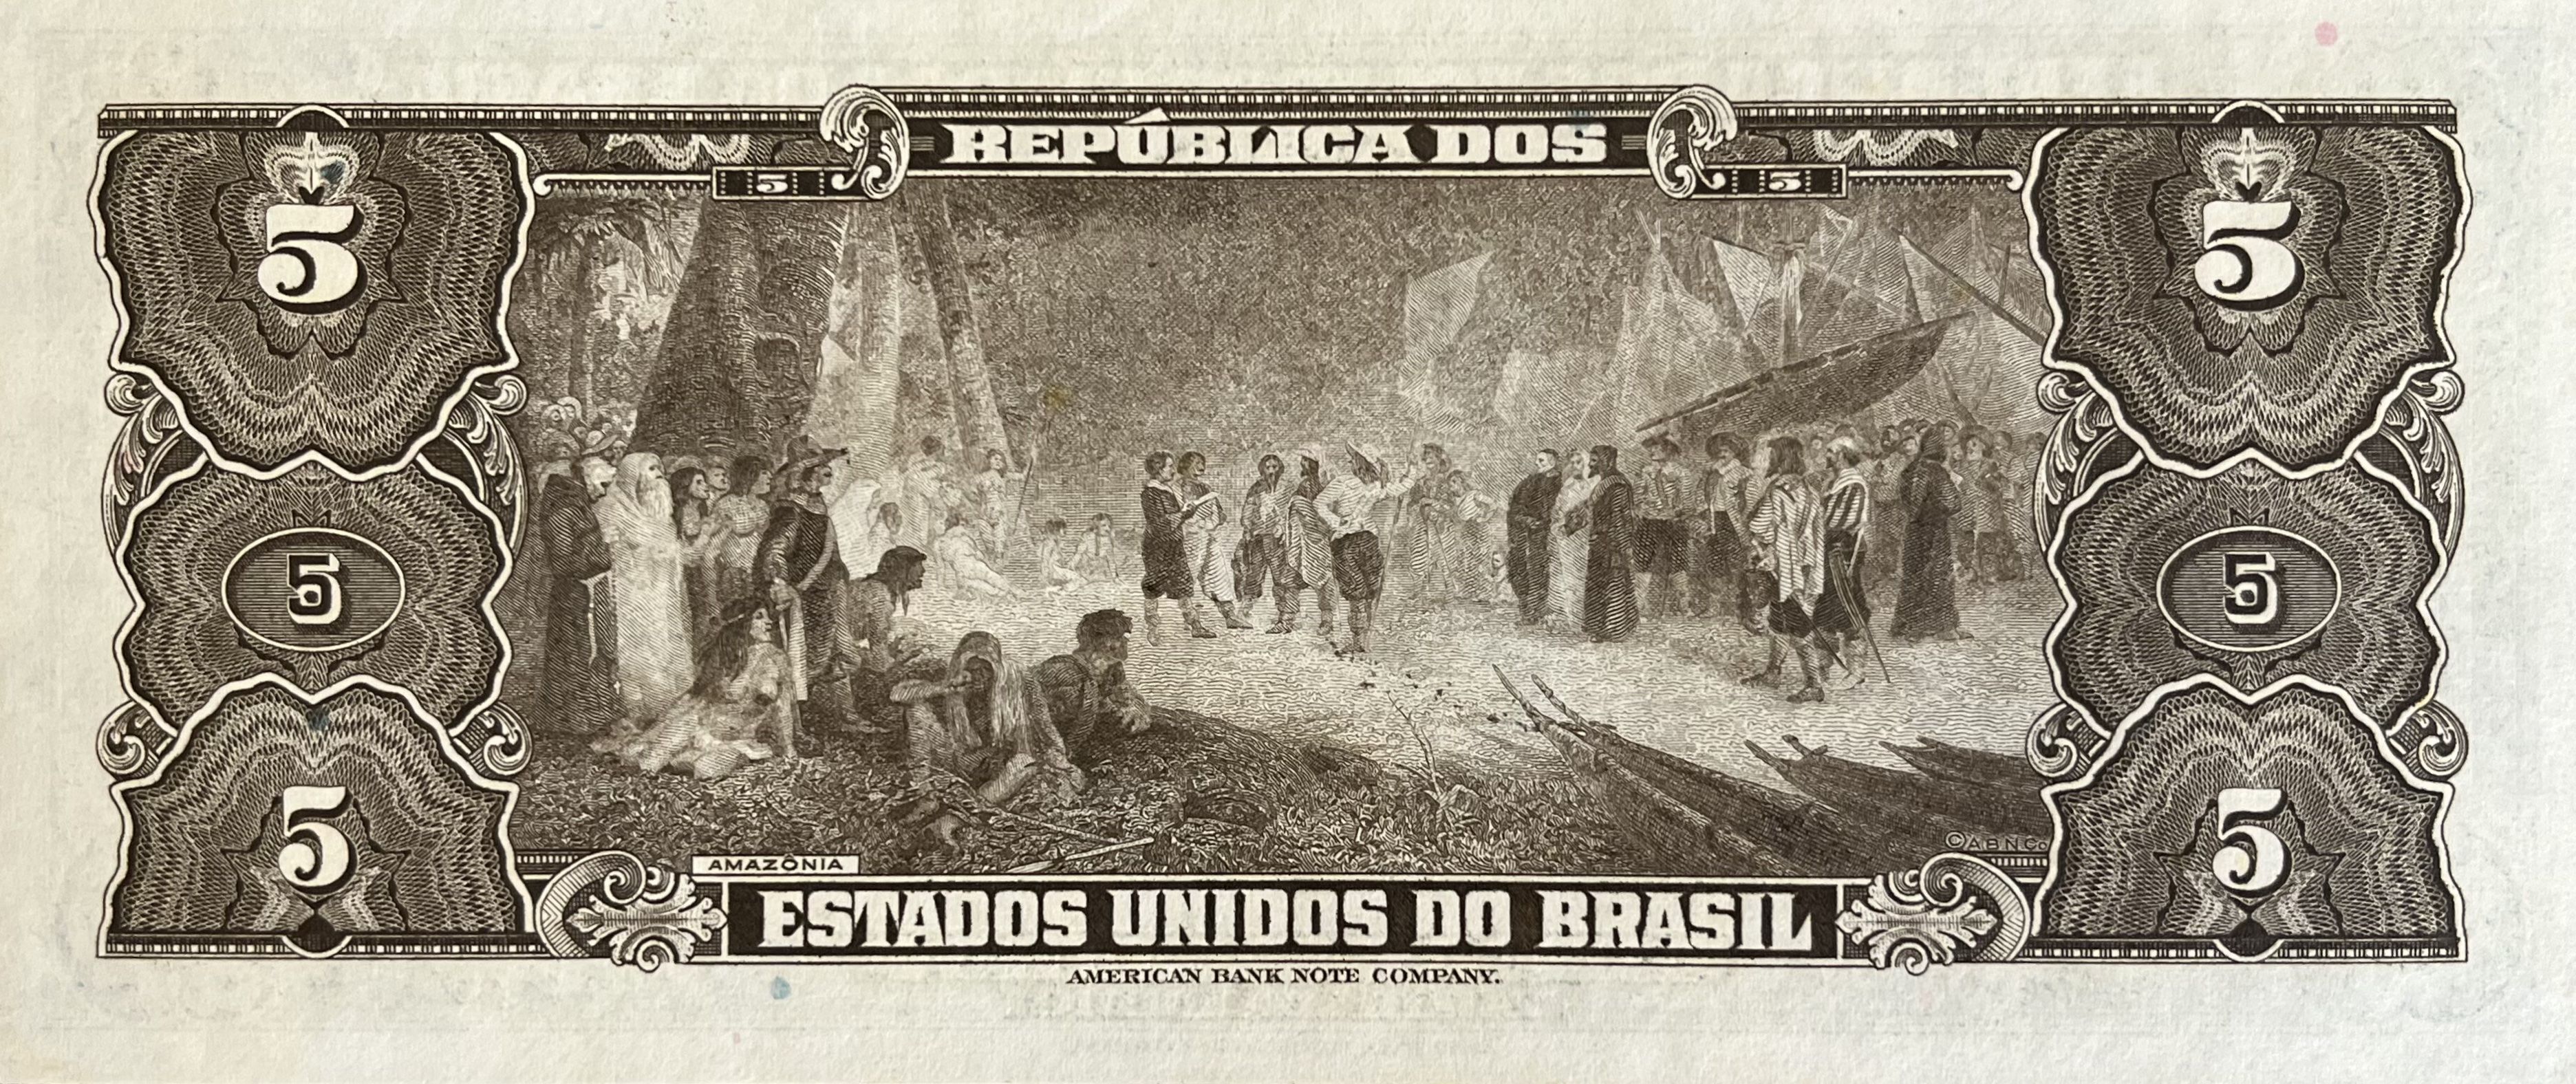 REPÚBLICA DOS
5 5
5 5
5 5
5 5
AMAZÔNIA
©A.B.N.Co.
ESTADOS UNIDOS DO BRASIL
AMERICAN BANK NOTE COMPANY.